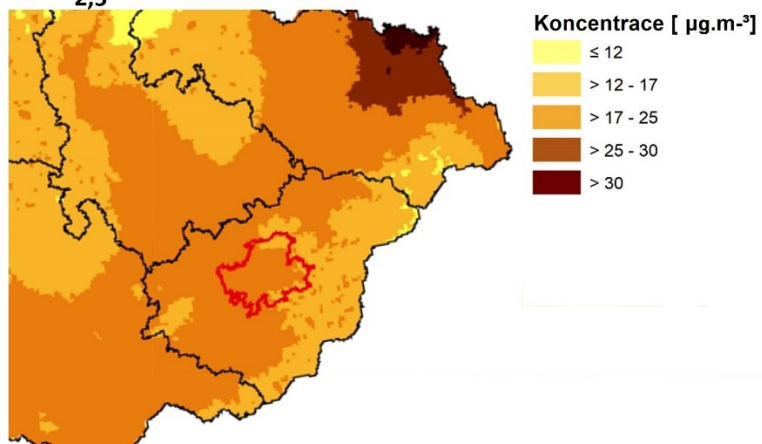 2,5
Koncentrace [ µg.m-³]
≤ 12
> 12 - 17
> 17 - 25
> 25 - 30
> 30